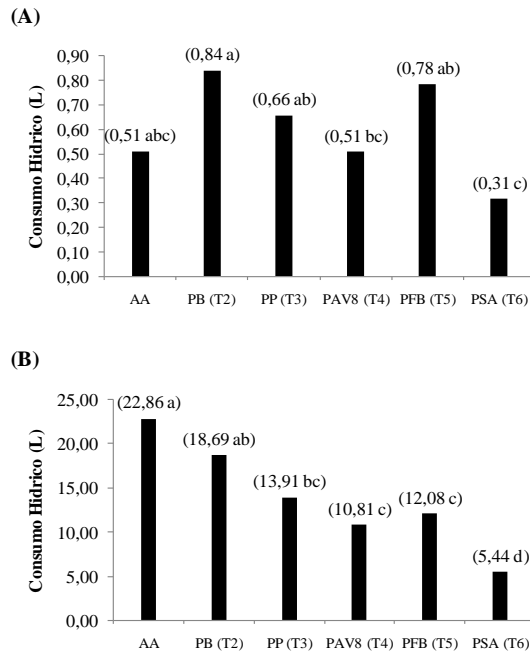 (A)
Consumo Hidrico (L)
0,90
0,80
0,70
0,60
0,50
0,40
0,30
0,20
0,10
0,00
(0,51 abc)
(0,84 a)
(0,66 ab)
(0,51 bc)
(0,78 ab)
(0,31 c)
AA
PB (T2)
PP (T3)
PAV8 (T4)
PFB (T5)
PSA (T6)
(B)
Consumo Hidrico (L)
25,00
20,00
15,00
10,00
5,00
0,00
(22,86 a)
(18,69 ab)
(13,91 bc)
(10,81 c)
(12,08 c)
(5,44 d)
AA
PB (T2)
PP (T3)
PAV8 (T4)
PFB (T5)
PSA (T6)